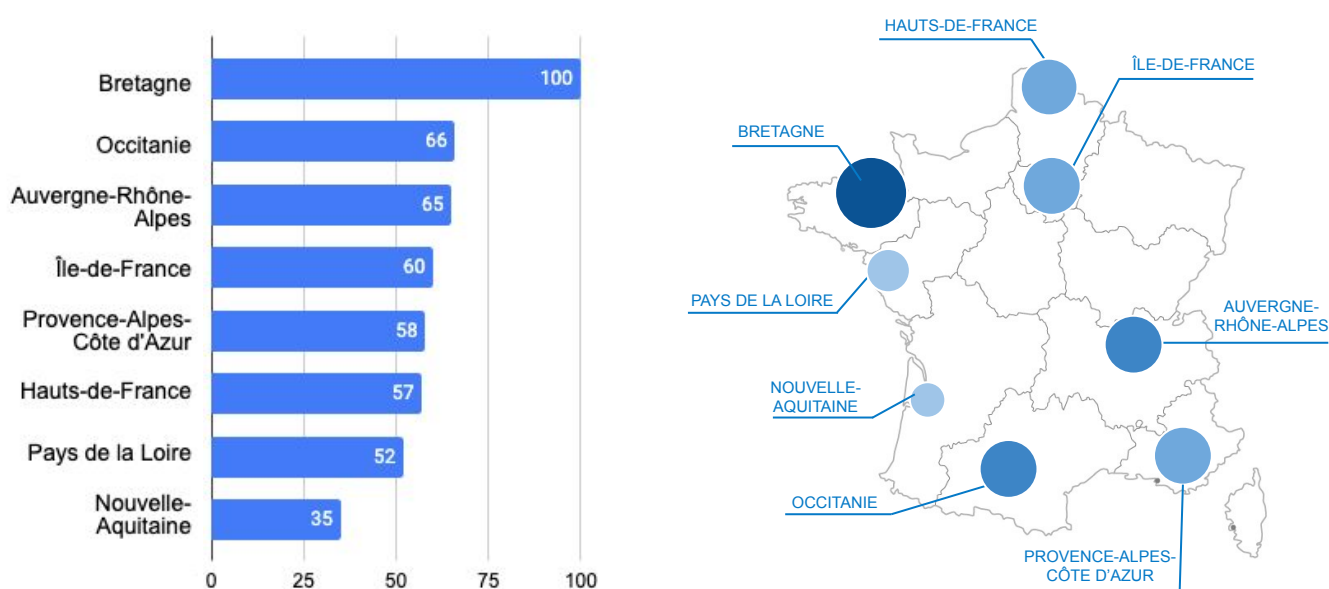 Bretagne
100
Occitanie
66
Auvergne-Rhône-
Alpes
65
Île-de-France
60
Provence-Alpes-
Côte d'Azur
58
Hauts-de-France
57
Pays de la Loire
52
Nouvelle-
Aquitaine
35
0
25
50
75
100
HAUTS-DE-FRANCE
ÎLE-DE-FRANCE
BRETAGNE
PAYS DE LA LOIRE
AUVERGNE-
RHÔNE-ALPES
NOUVELLE-
AQUITAINE
OCCITANIE
PROVENCE-ALPES-
CÔTE D'AZUR